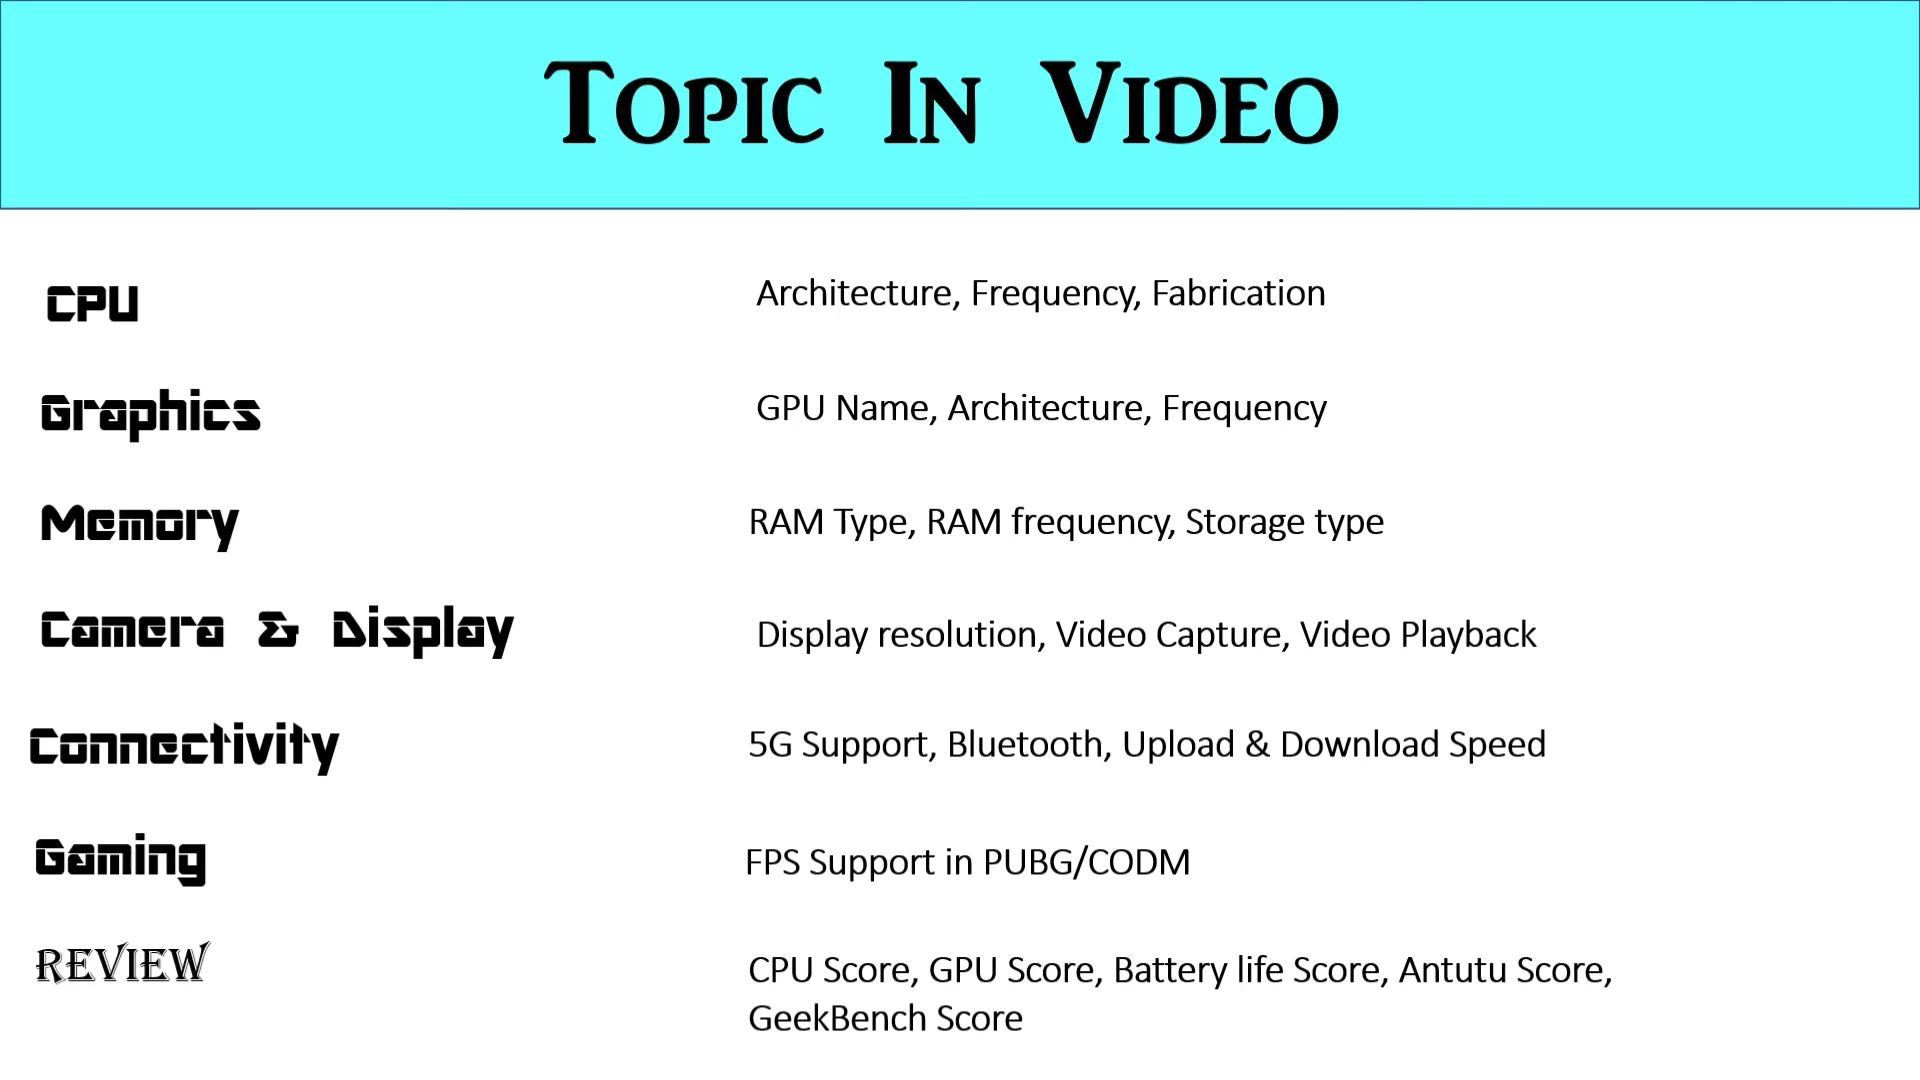 Topic In Video
CPU
Architecture, Frequency, Fabrication
Graphics
GPU Name, Architecture, Frequency
Memory
RAM Type, RAM frequency, Storage type
Camera & Display
Display resolution, Video Capture, Video Playback
Connectivity
5G Support, Bluetooth, Upload & Download Speed
Gaming
FPS Support in PUBG/CODM
REVIEW
CPU Score, GPU Score, Battery life Score, Antutu Score,
GeekBench Score